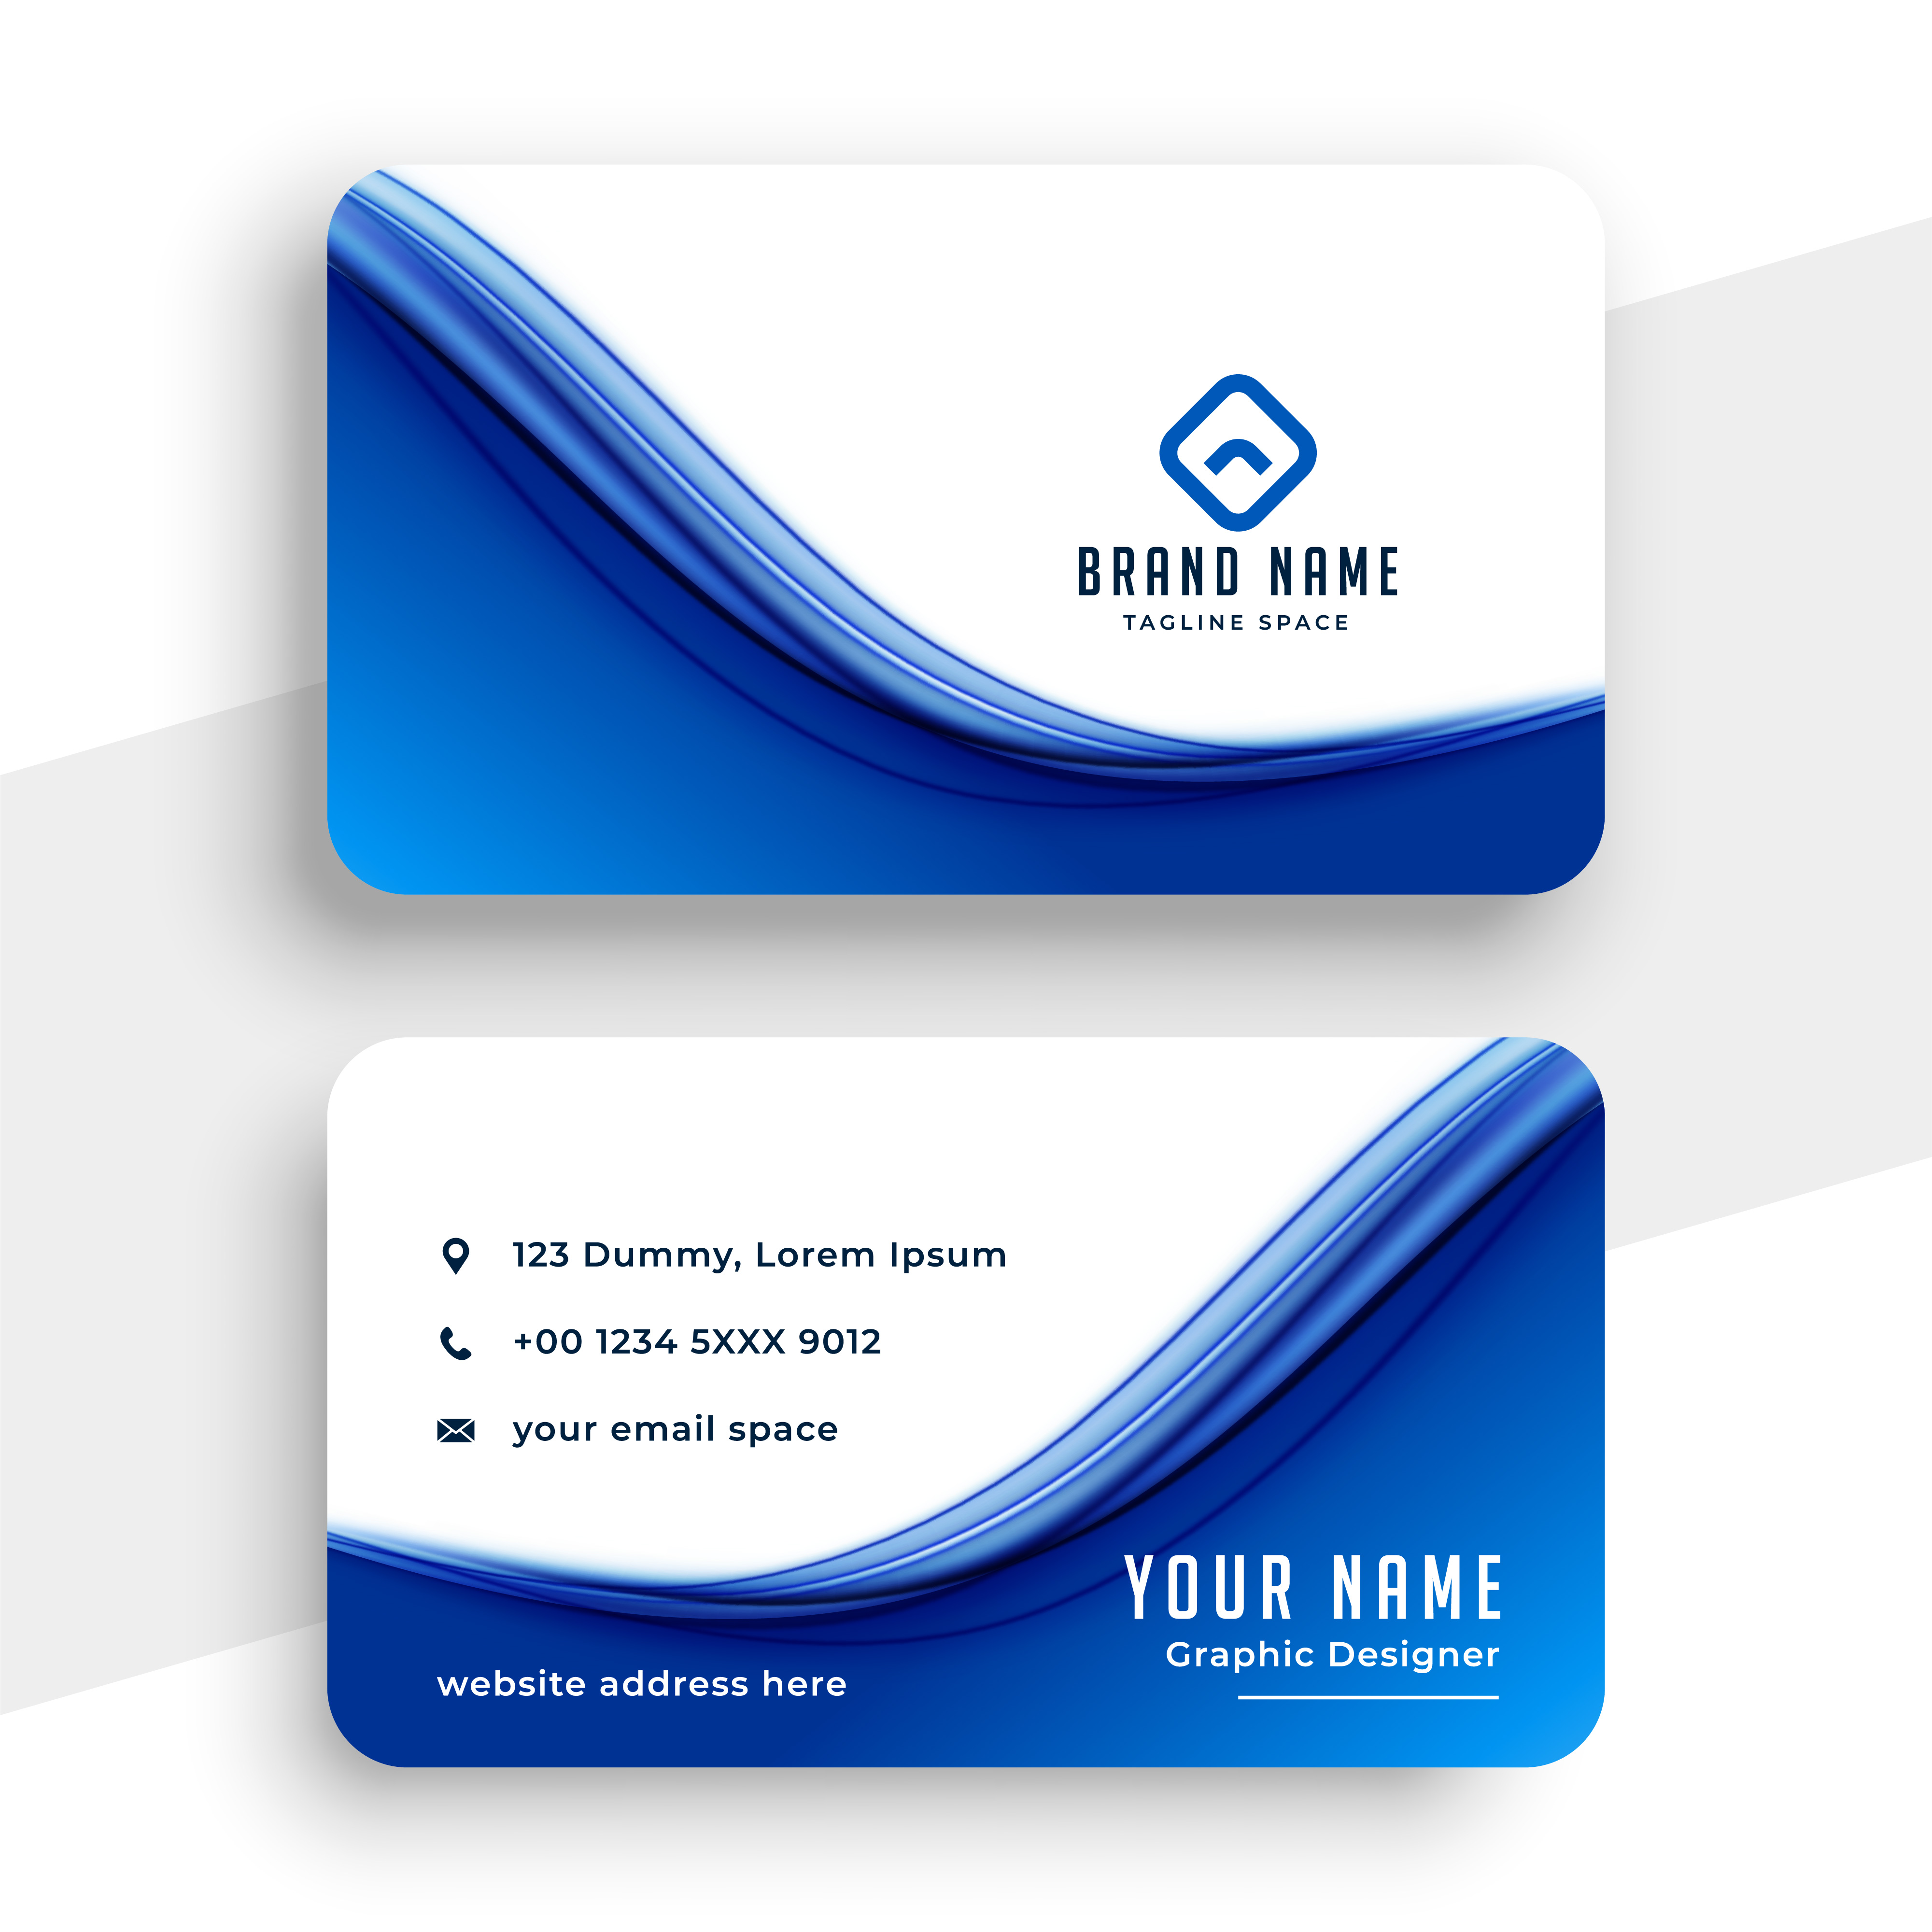 BRAND NAME
TAGLINE SPACE
123 Dummy, Lorem Ipsum
+00 1234 5XXX 9012
your email space
YOUR NAME
Graphic Designer
website address here